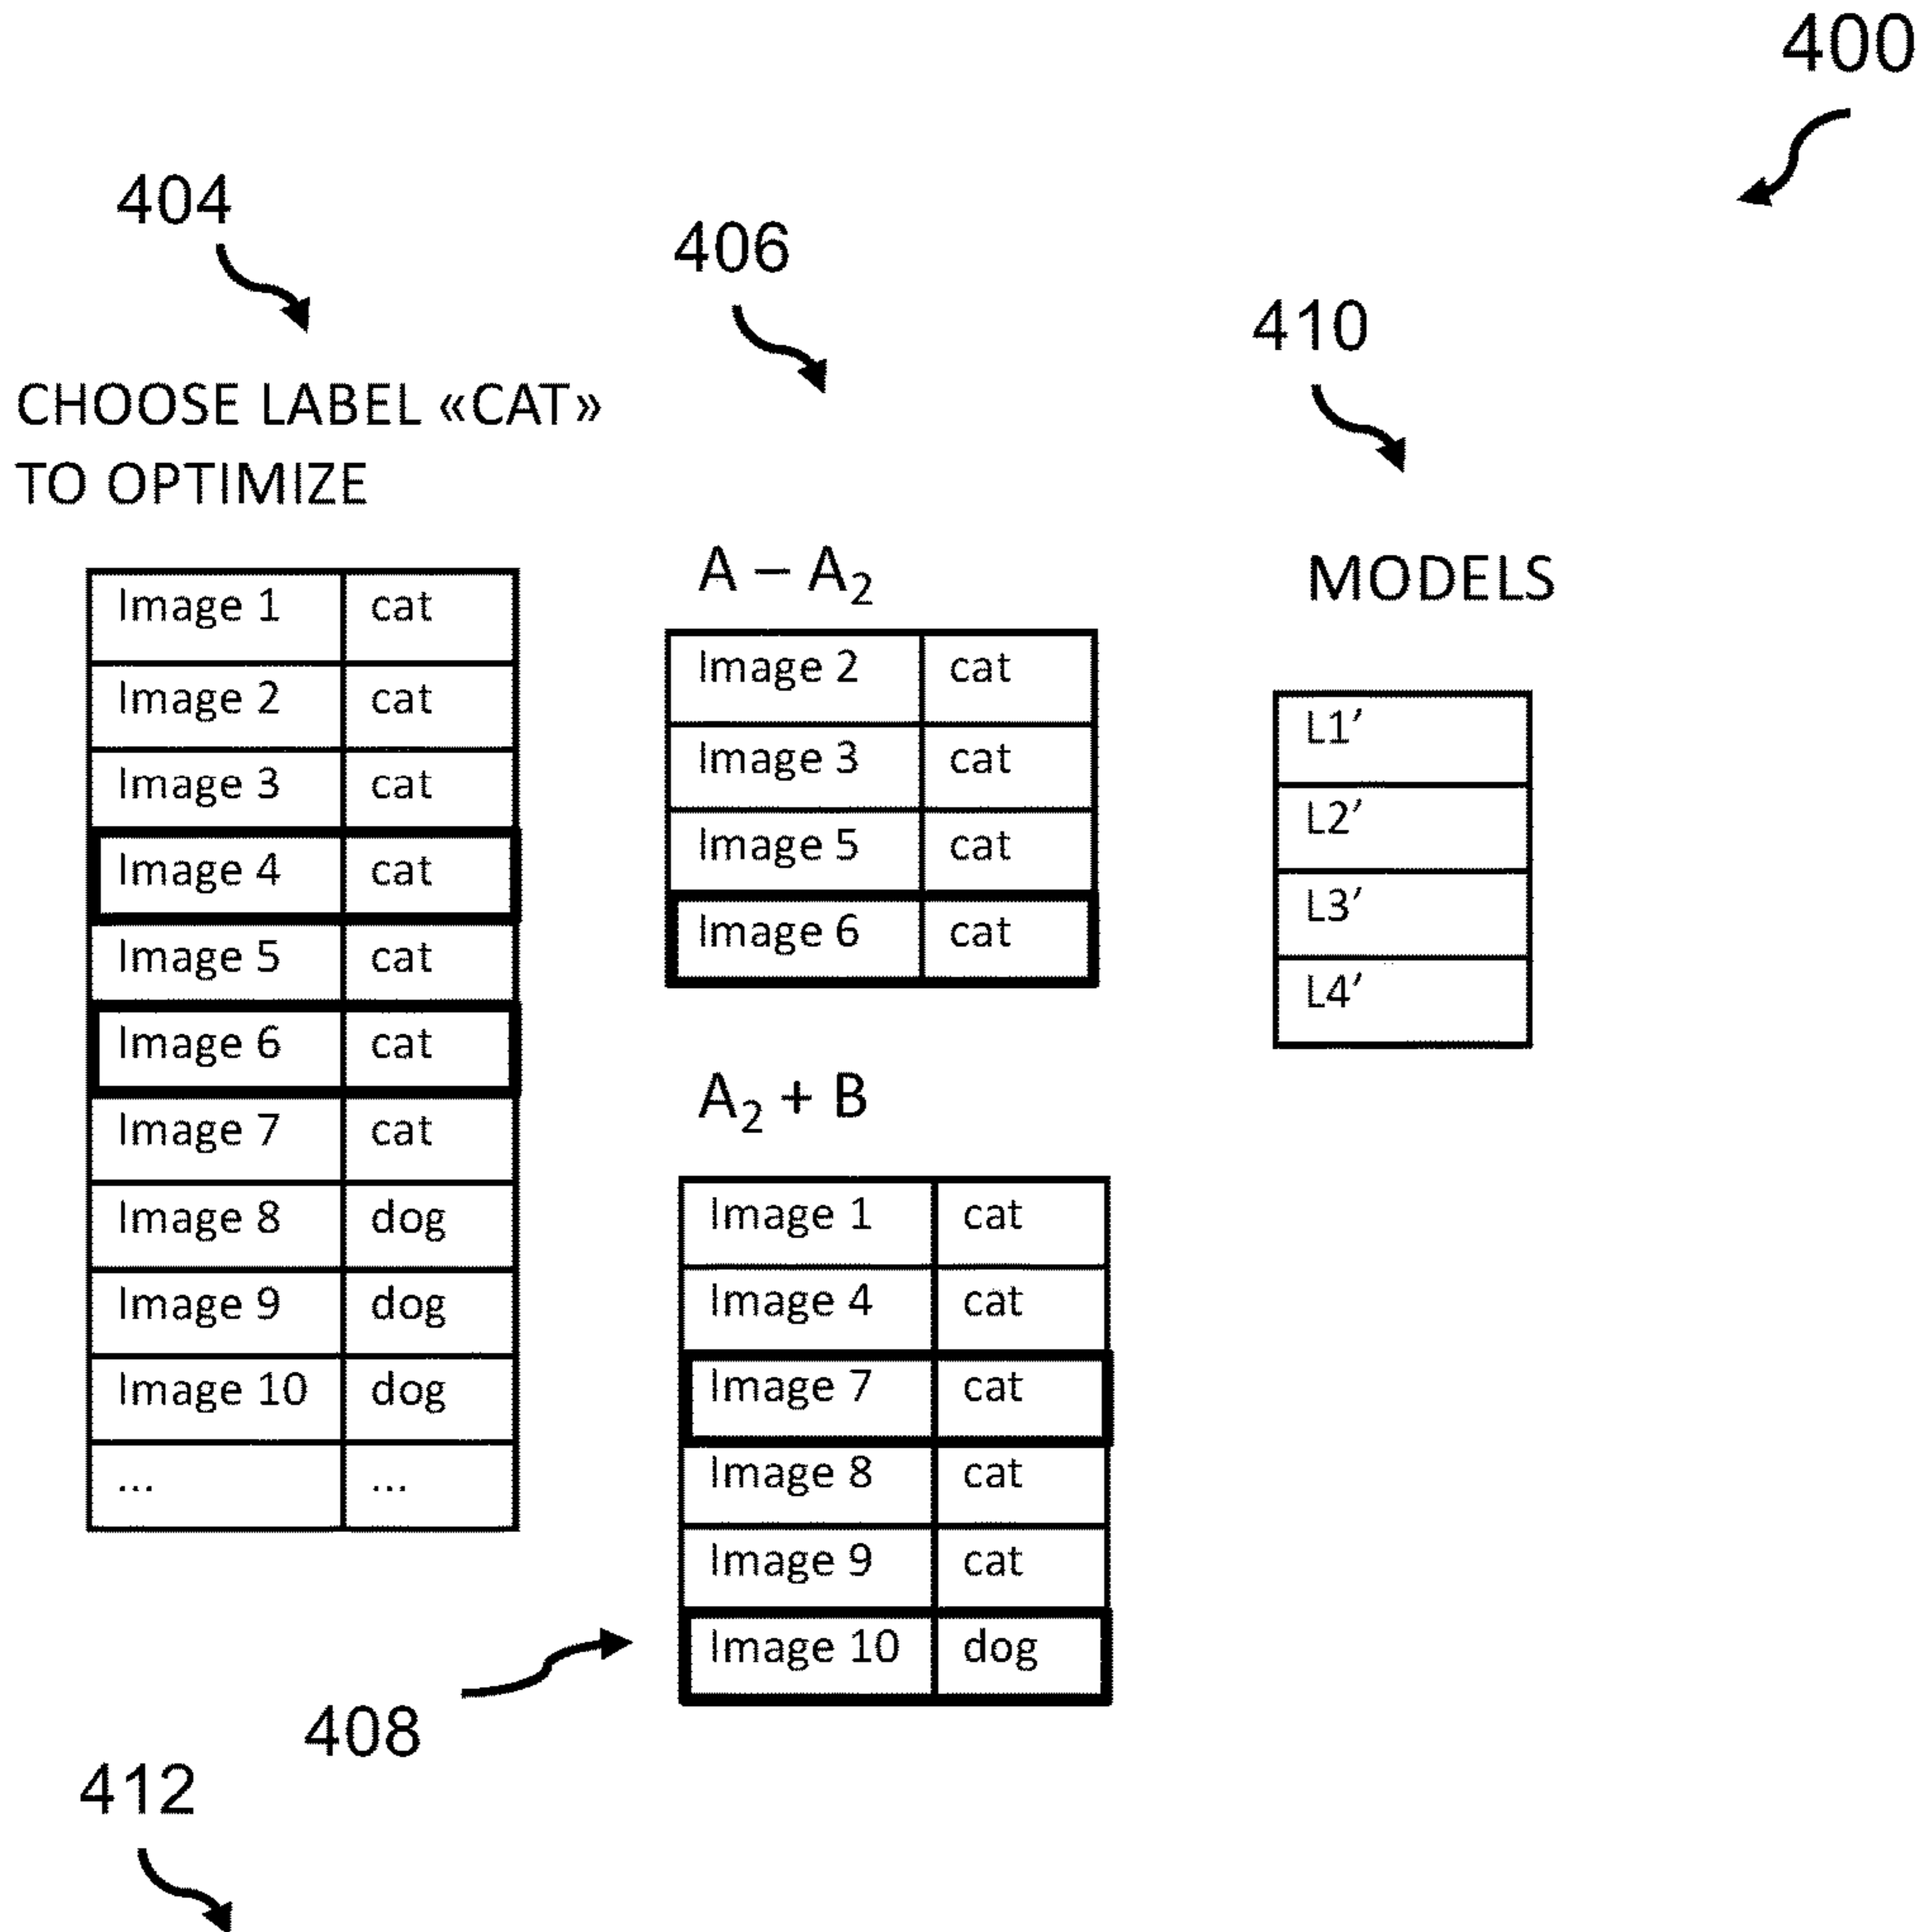 400
404
406
410
CHOOSE LABEL «CAT»
TO OPTIMIZE
Image 1 cat
Image 2 cat
Image 3 cat
Image 4 cat
Image 5 cat
Image 6 cat
Image 7 cat
Image 8 dog
Image 9 dog
Image 10 dog
... ...
A – A₂
Image 2 cat
Image 3 cat
Image 5 cat
Image 6 cat
A₂ + B
Image 1 cat
Image 4 cat
Image 7 cat
Image 8 cat
Image 9 cat
Image 10 dog
MODELS
L1′
L2′
L3′
L4′
408
412